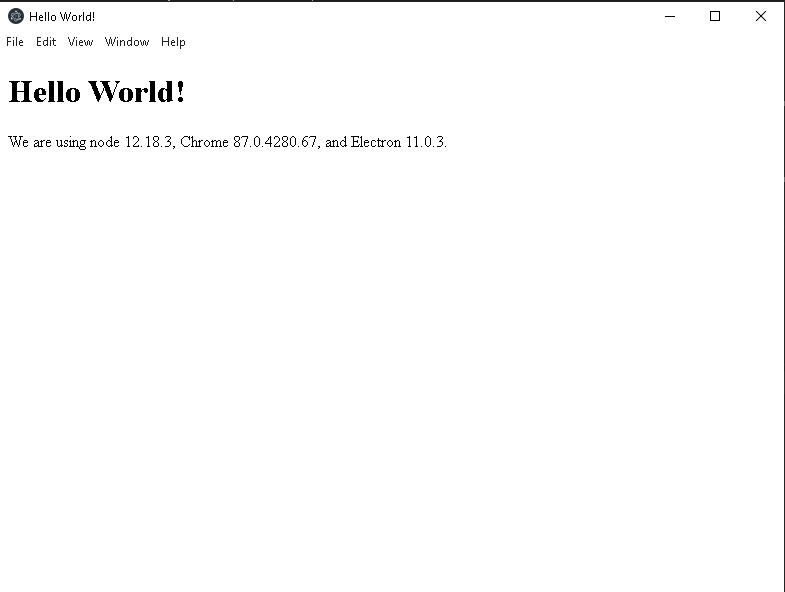 Hello World!
File Edit View Window Help
Hello World!
We are using node 12.18.3, Chrome 87.0.4280.67, and Electron 11.0.3.